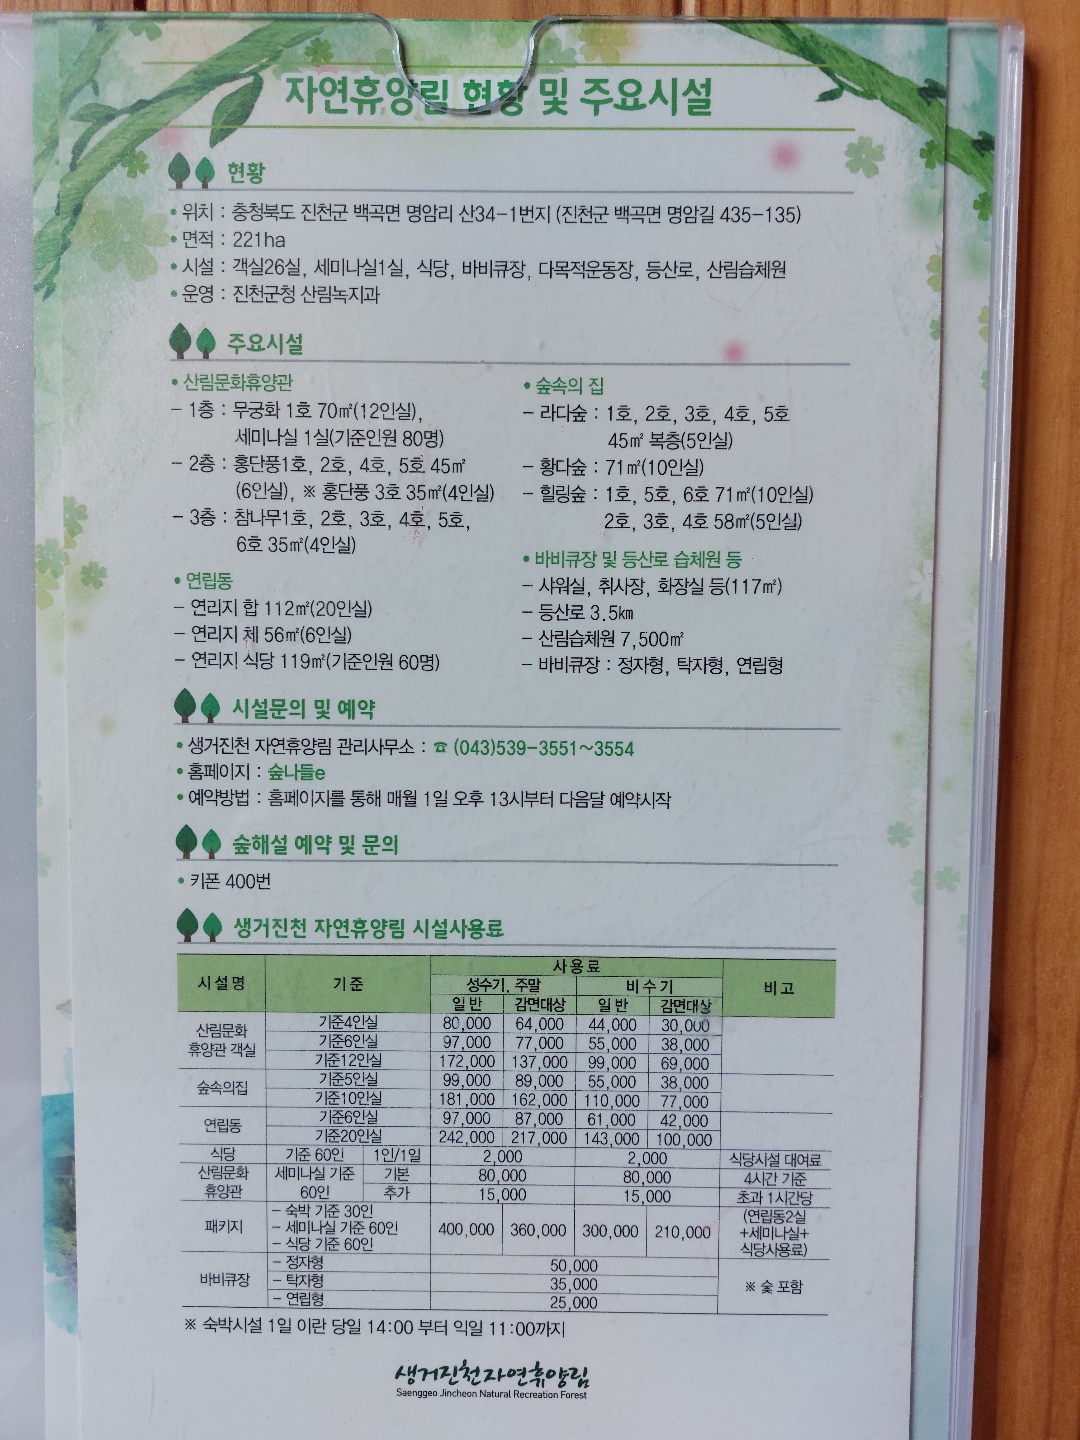 자연휴양림 현황 및 주요시설
현황
• 위치 : 충청북도 진천군 백곡면 명암리 산34-1번지 (진천군 백곡면 명암길 435-135)
• 면적 : 221ha
• 시설 : 객실26실, 세미나실1실, 식당, 바비큐장, 다목적운동장, 등산로, 산림습체원
• 운영 : 진천군청 산림녹지과
주요시설
• 산림문화휴양관
- 1층 : 무궁화 1호 70㎡(12인실),
세미나실 1실(기준인원 80명)
- 2층 : 홍단풍1호, 2호, 4호, 5호 45㎡
(6인실), ※ 홍단풍 3호 35㎡(4인실)
- 3층 : 참나무1호, 2호, 3호, 4호, 5호,
6호 35㎡(4인실)
• 연립동
- 연리지 합 112㎡(20인실)
- 연리지 체 56㎡(6인실)
- 연리지 식당 119㎡(기준인원 60명)
• 숲속의 집
- 라다숲 : 1호, 2호, 3호, 4호, 5호
45㎡ 복층(5인실)
- 황다숲 : 71㎡(10인실)
- 힐링숲 : 1호, 5호, 6호 71㎡(10인실)
2호, 3호, 4호 58㎡(5인실)
• 바비큐장 및 등산로 습체원 등
- 샤워실, 취사장, 화장실 등(117㎡)
- 등산로 3.5㎞
- 산림습체원 7,500㎡
- 바비큐장 : 정자형, 탁자형, 연립형
시설문의 및 예약
• 생거진천 자연휴양림 관리사무소 : ☎ (043)539-3551~3554
• 홈페이지 : 숲나들e
• 예약방법 : 홈페이지를 통해 매월 1일 오후 13시부터 다음달 예약시작
숲해설 예약 및 문의
• 키폰 400번
생거진천 자연휴양림 시설사용료
시설명 기준 사용료 비고
성수기, 주말 비수기
일반 감면대상 일반 감면대상
산림문화 휴양관 객실 기준4인실 80,000 64,000 44,000 30,000
기준6인실 97,000 77,000 55,000 38,000
기준12인실 172,000 137,000 99,000 69,000
숲속의집 기준5인실 99,000 89,000 55,000 38,000
기준10인실 181,000 162,000 110,000 77,000
연립동 기준6인실 97,000 87,000 61,000 42,000
기준20인실 242,000 217,000 143,000 100,000
식당 기준 60인 1인/1일 2,000 2,000 식당시설 대여료
산림문화 휴양관 세미나실 기준 60인 기본 80,000 80,000 4시간 기준
추가 15,000 15,000 초과 1시간당
패키지 - 숙박 기준 30인
- 세미나실 기준 60인 400,000 360,000 300,000 210,000 (연립동2실 +세미나실+ 식당사용료)
- 식당 기준 60인
바비큐장 - 정자형 50,000
- 탁자형 35,000 ※ 숯 포함
- 연립형 25,000
※ 숙박시설 1일 이란 당일 14:00 부터 익일 11:00까지
생거진천자연휴양림
Saenggeo Jincheon Natural Recreation Forest